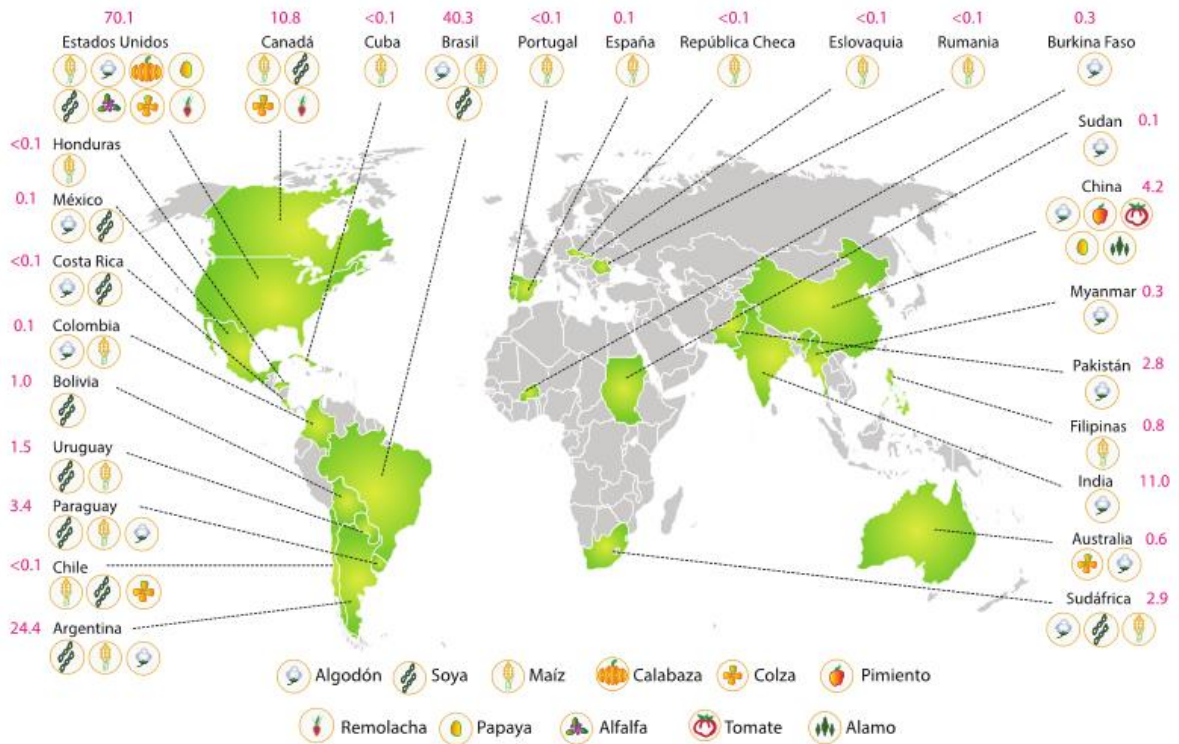 70.1 10.8 <0.1 40.3 <0.1 0.1 <0.1 <0.1 <0.1 0.3
Estados Unidos Canadá Cuba Brasil Portugal España República Checa Eslovaquia Rumania Burkina Faso
<0.1 Honduras
0.1 México
<0.1 Costa Rica
0.1 Colombia
1.0 Bolivia
1.5 Uruguay
3.4 Paraguay
<0.1 Chile
24.4 Argentina
Sudan 0.1
China 4.2
Myanmar 0.3
Pakistán 2.8
Filipinas 0.8
India 11.0
Australia 0.6
Sudáfrica 2.9
Algodón Soya Maíz Calabaza Colza Pimiento
Remolacha Papaya Alfalfa Tomate Alamo